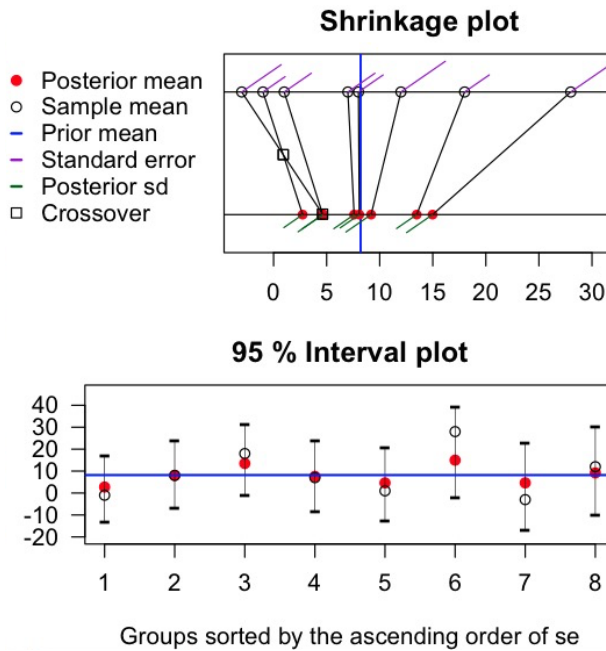 Shrinkage plot
Posterior mean
Sample mean
Prior mean
Standard error
Posterior sd
Crossover
0 5 10 15 20 25 30
95 % Interval plot
40
30
20
10
0
-10
-20
1 2 3 4 5 6 7 8
Groups sorted by the ascending order of se